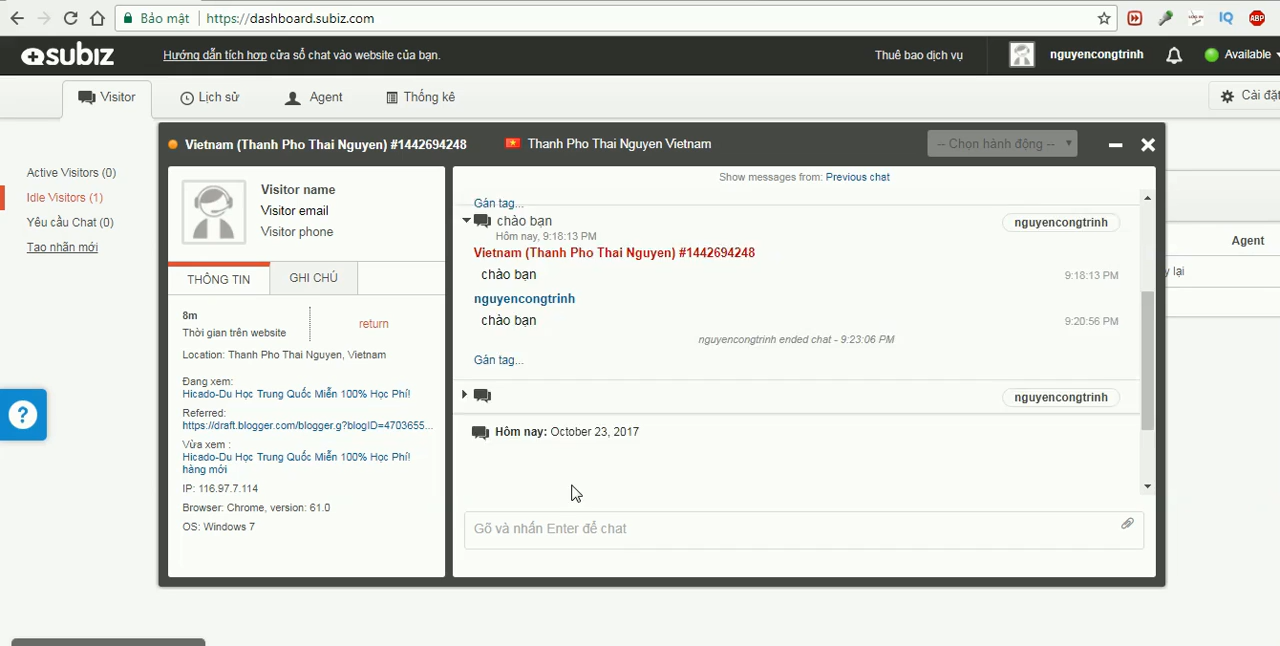 Bảo mật https://dashboard.subiz.com
IQ
ABP
subiz Hướng dẫn tích hợp cửa sổ chat vào website của bạn. Thuê bao dịch vụ nguyencongtrinh Available
Visitor Lịch sử Agent Thống kê Cài đặt
Vietnam (Thanh Pho Thai Nguyen) #1442694248 Thanh Pho Thai Nguyen Vietnam -- Chọn hành động --
Active Visitors (0)
Idle Visitors (1)
Yêu cầu Chat (0)
Tạo nhãn mới
Visitor name
Visitor email
Visitor phone
THÔNG TIN GHI CHÚ
8m
Thời gian trên website
return
Location: Thanh Pho Thai Nguyen, Vietnam
Đang xem:
Hicado-Du Học Trung Quốc Miễn 100% Học Phí!
Referred:
https://draft.blogger.com/blogger.g?blogID=4703655...
Vừa xem :
Hicado-Du Học Trung Quốc Miễn 100% Học Phí!
hàng mới
IP: 116.97.7.114
Browser: Chrome, version: 61.0
OS: Windows 7
Show messages from: Previous chat
Gán tag...
chào bạn nguyencongtrinh
Hôm nay, 9:18:13 PM
Vietnam (Thanh Pho Thai Nguyen) #1442694248
chào bạn 9:18:13 PM
nguyencongtrinh
chào bạn 9:20:56 PM
nguyencongtrinh ended chat - 9:23:06 PM
Gán tag...
nguyencongtrinh
Hôm nay: October 23, 2017
Gõ và nhấn Enter để chat
Agent
lại
?